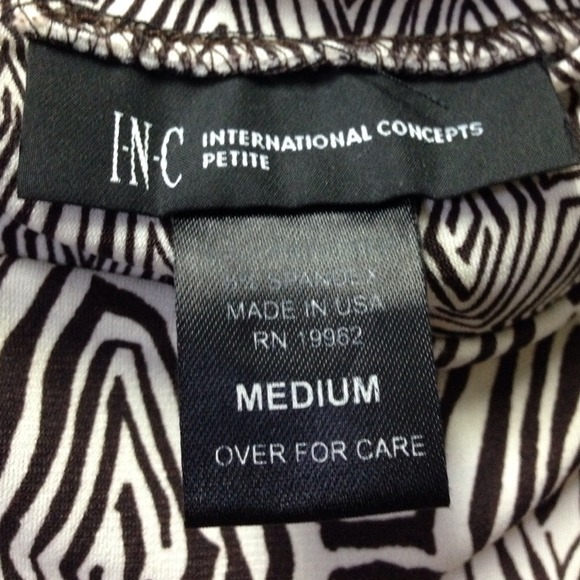 I·N·C INTERNATIONAL CONCEPTS
PETITE
SPANDEX
MADE IN USA
RN 19962
MEDIUM
OVER FOR CARE